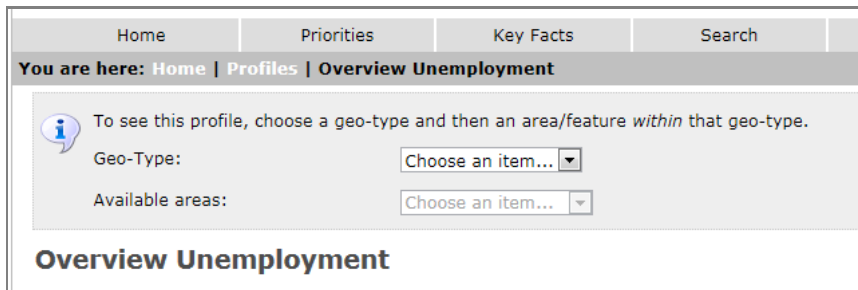 Home Priorities Key Facts Search
You are here: Home | Profiles | Overview Unemployment
To see this profile, choose a geo-type and then an area/feature within that geo-type.
Geo-Type: Choose an item...
Available areas: Choose an item...
Overview Unemployment